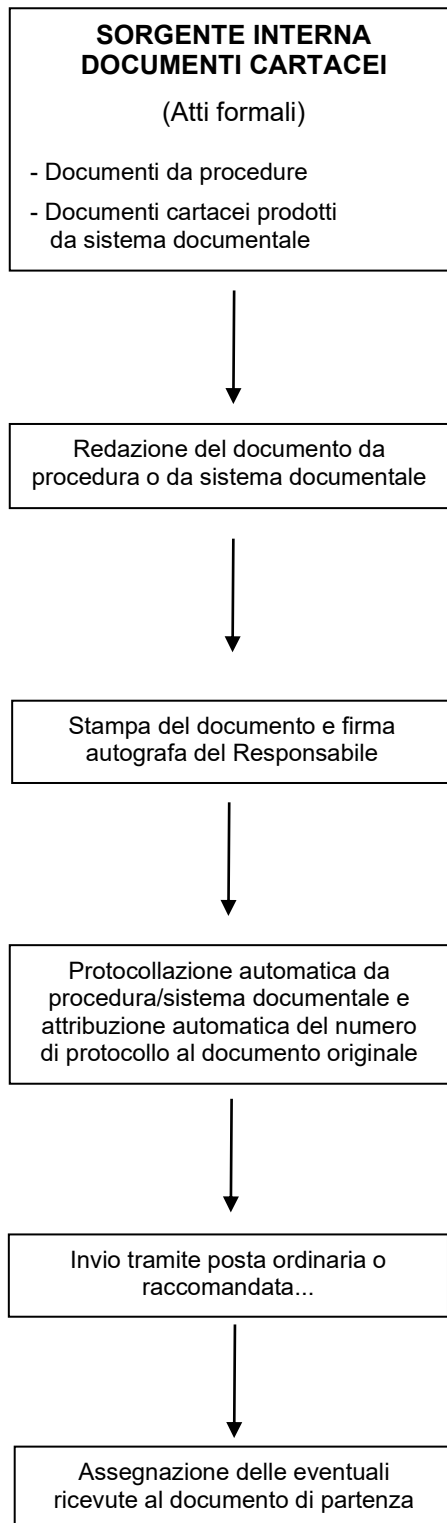 SORGENTE INTERNA
DOCUMENTI CARTACEI
(Atti formali)
- Documenti da procedure
- Documenti cartacei prodotti
da sistema documentale
Redazione del documento da
procedura o da sistema documentale
Stampa del documento e firma
autografa del Responsabile
Protocollazione automatica da
procedura/sistema documentale e
attribuzione automatica del numero
di protocollo al documento originale
Invio tramite posta ordinaria o
raccomandata...
Assegnazione delle eventuali
ricevute al documento di partenza